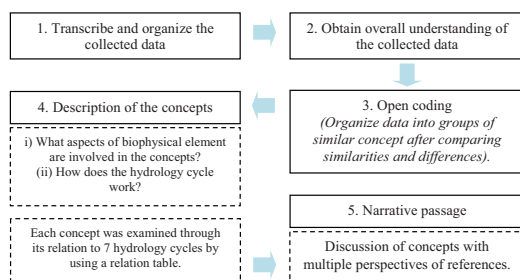 1. Transcribe and organize the
collected data
2. Obtain overall understanding of
the collected data
3. Open coding
(Organize data into groups of
similar concept after comparing
similarities and differences).
4. Description of the concepts
i) What aspects of biophysical element
are involved in the concepts?
(ii) How does the hydrology cycle
work?
Each concept was examined through
its relation to 7 hydrology cycles by
using a relation table.
5. Narrative passage
Discussion of concepts with
multiple perspectives of references.